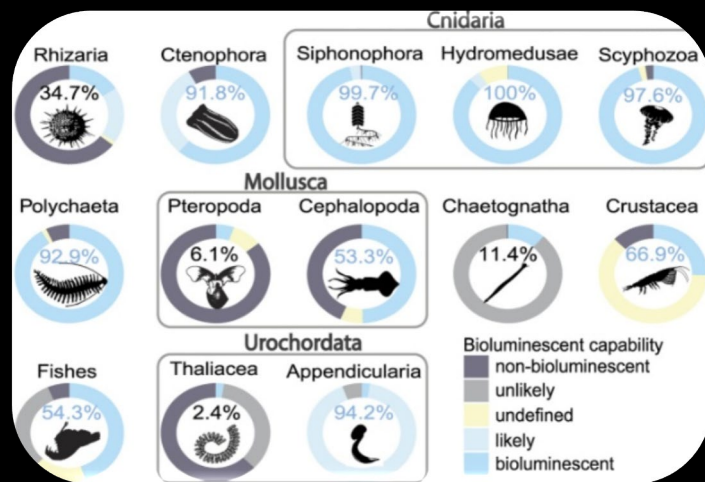 Cnidaria
Rhizaria Ctenophora Siphonophora Hydromedusae Scyphozoa
34.7% 91.8% 99.7% 100% 97.6%
Mollusca
Polychaeta Pteropoda Cephalopoda Chaetognatha Crustacea
92.9% 6.1% 53.3% 11.4% 66.9%
Urochordata
Fishes Thaliacea Appendicularia
54.3% 2.4% 94.2%
Bioluminescent capability
non-bioluminescent
unlikely
undefined
likely
bioluminescent